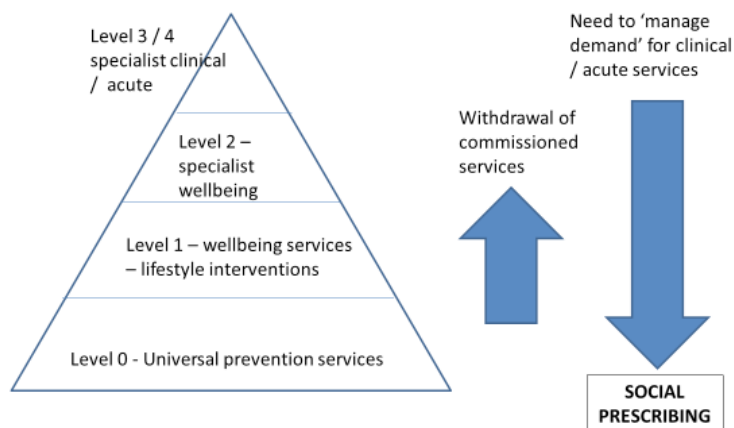 Level 3 / 4
specialist clinical
/ acute
Level 2 –
specialist
wellbeing
Level 1 – wellbeing services
– lifestyle interventions
Level 0 - Universal prevention services
Withdrawal of
commissioned
services
Need to ‘manage
demand’ for clinical
/ acute services
SOCIAL
PRESCRIBING